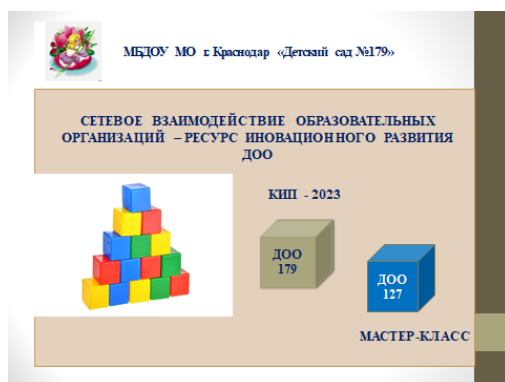 МБДОУ МО г. Краснодар «Детский сад №179»
СЕТЕВОЕ ВЗАИМОДЕЙСТВИЕ ОБРАЗОВАТЕЛЬНЫХ
ОРГАНИЗАЦИЙ – РЕСУРС ИНОВАЦИОННОГО РАЗВИТИЯ
ДОО
КИП - 2023
ДОО
179
ДОО
127
МАСТЕР-КЛАСС